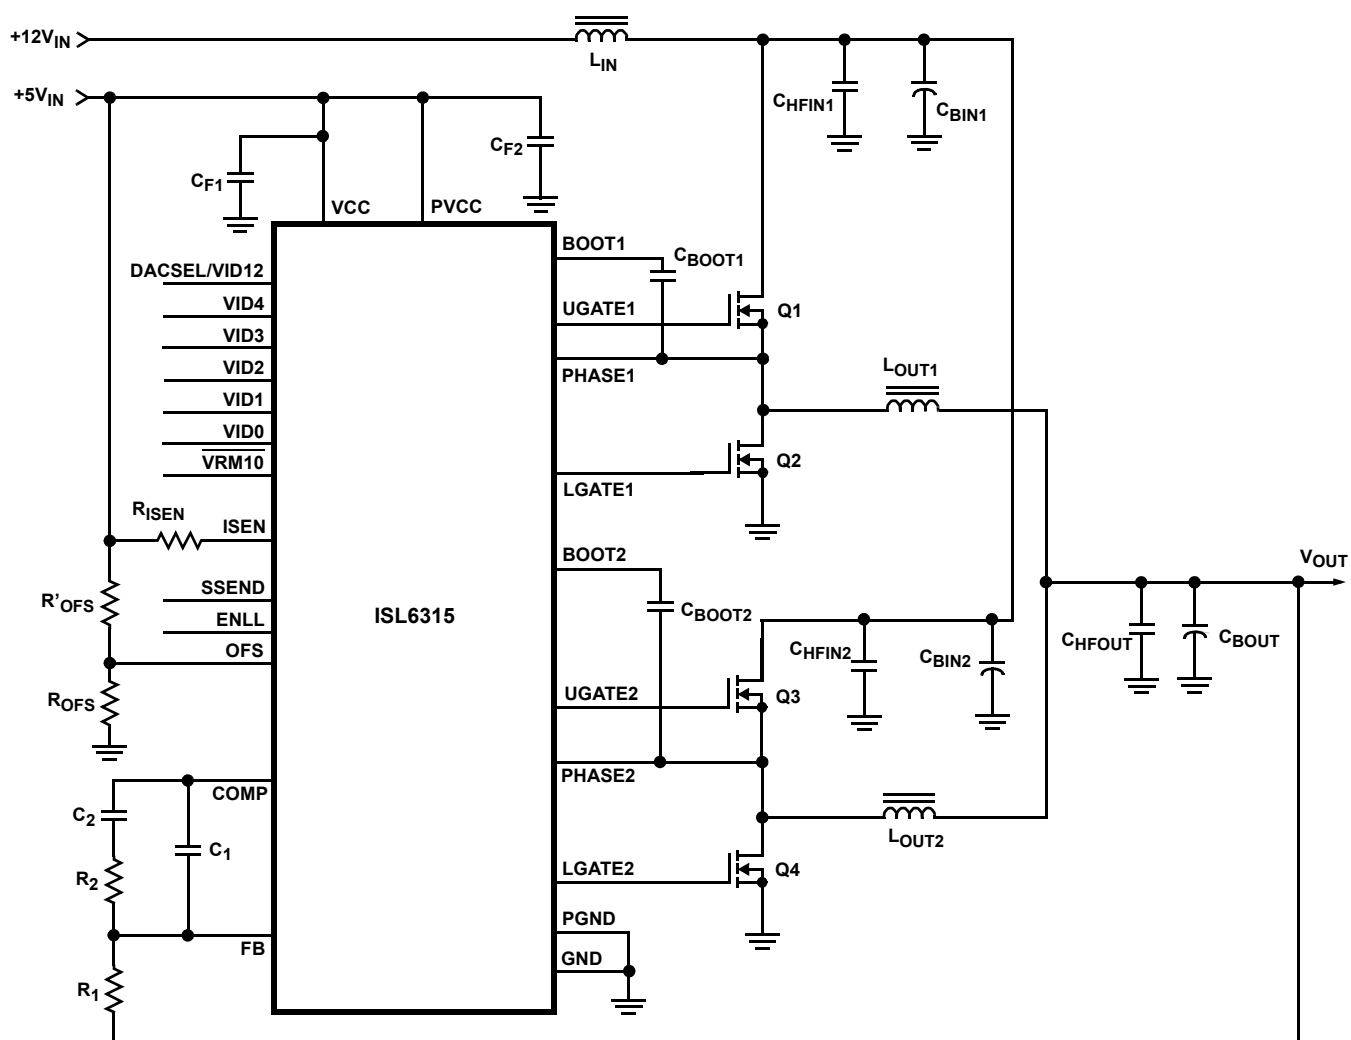 +12VIN
LIN
+5VIN
CHFIN1
CBIN1
CF2
CF1
VCC
PVCC
BOOT1
CBOOT1
DACSEL/VID12
VID4
UGATE1
Q1
VID3
VID2
PHASE1
LOUT1
VID1
VID0
VRM10
Q2
LGATE1
RISEN
ISEN
BOOT2
VOUT
SSEND
R’OFS
ENLL
ISL6315
CBOOT2
OFS
CHFIN2
CBIN2
CHFOUT
CBOUT
ROFS
UGATE2
Q3
COMP
PHASE2
C2
C1
LOUT2
R2
LGATE2
Q4
PGND
FB
GND
R1